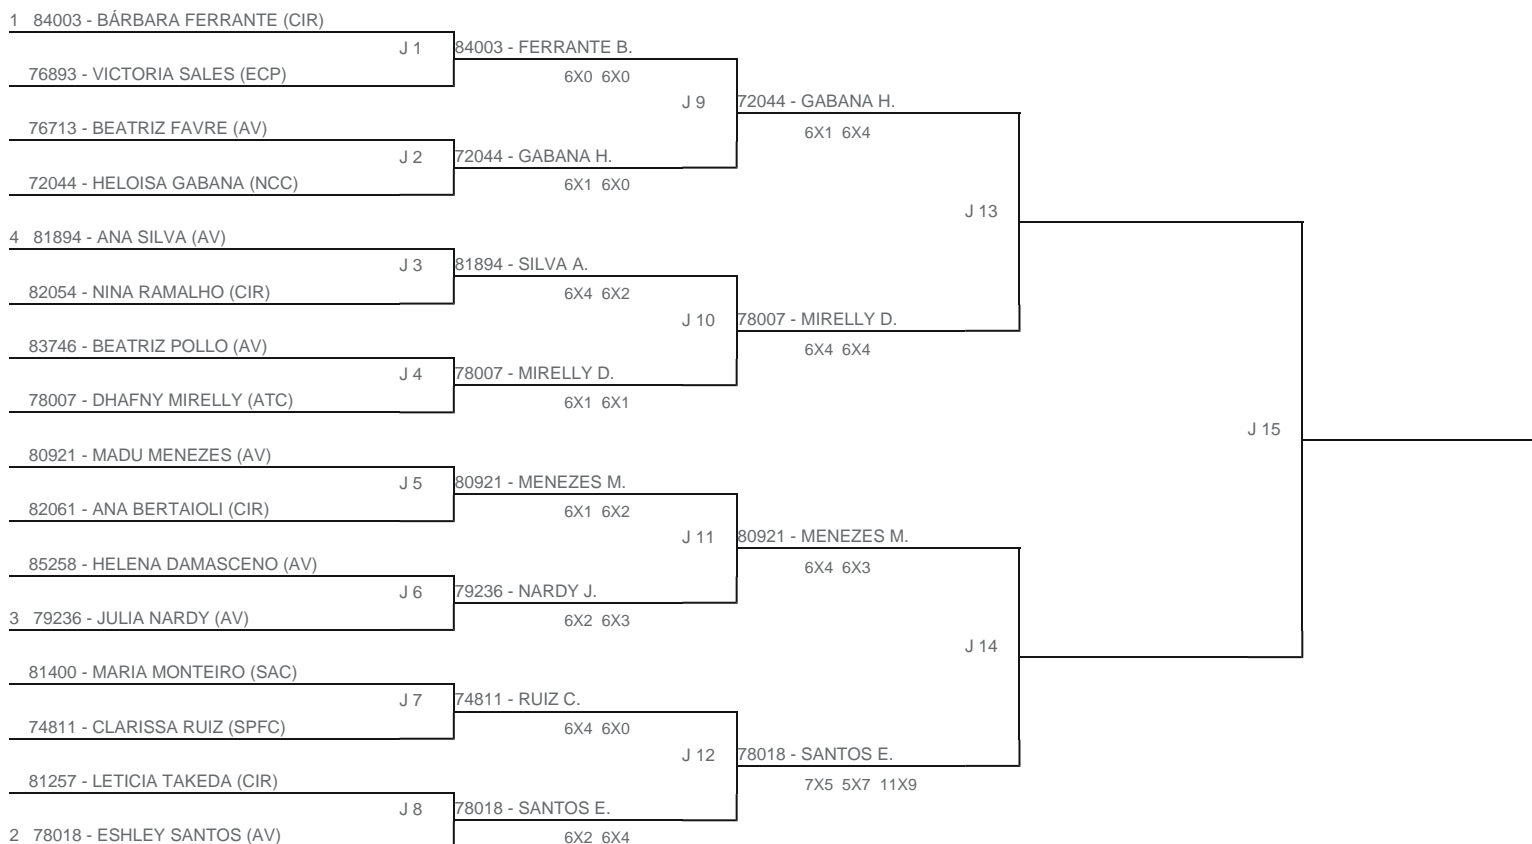 1 84003 - BÁRBARA FERRANTE (CIR)
J 1
84003 - FERRANTE B.
76893 - VICTORIA SALES (ECP)
6X0 6X0
J 9
72044 - GABANA H.
76713 - BEATRIZ FAVRE (AV)
6X1 6X4
J 2
72044 - GABANA H.
72044 - HELOISA GABANA (NCC)
6X1 6X0
J 13
4 81894 - ANA SILVA (AV)
J 3
81894 - SILVA A.
82054 - NINA RAMALHO (CIR)
6X4 6X2
J 10
78007 - MIRELLY D.
83746 - BEATRIZ POLLO (AV)
6X4 6X4
J 4
78007 - MIRELLY D.
78007 - DHAFNY MIRELLY (ATC)
6X1 6X1
J 15
80921 - MADU MENEZES (AV)
J 5
80921 - MENEZES M.
82061 - ANA BERTAIOLI (CIR)
6X1 6X2
J 11
80921 - MENEZES M.
85258 - HELENA DAMASCENO (AV)
6X4 6X3
J 6
79236 - NARDY J.
3 79236 - JULIA NARDY (AV)
6X2 6X3
J 14
81400 - MARIA MONTEIRO (SAC)
J 7
74811 - RUIZ C.
74811 - CLARISSA RUIZ (SPFC)
6X4 6X0
J 12
78018 - SANTOS E.
81257 - LETICIA TAKEDA (CIR)
7X5 5X7 11X9
J 8
78018 - SANTOS E.
2 78018 - ESHLEY SANTOS (AV)
6X2 6X4